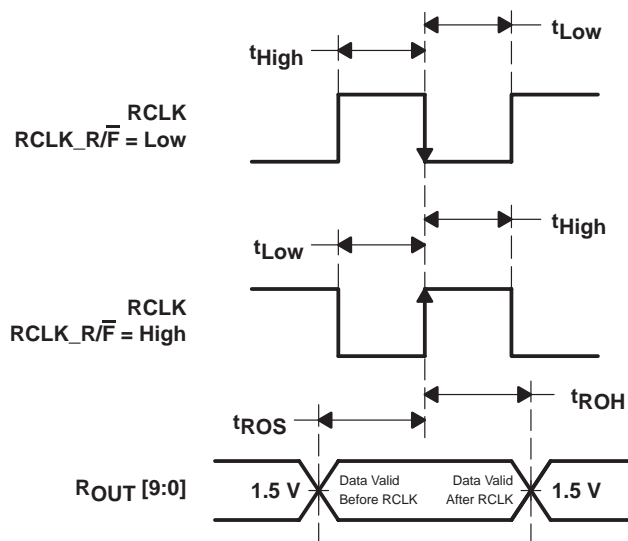 tLow
tHigh
RCLK
RCLK_R/F̅ = Low
tHigh
tLow
RCLK
RCLK_R/F̅ = High
tROH
tROS
ROUT [9:0]
1.5 V
Data Valid
Before RCLK
Data Valid
After RCLK
1.5 V